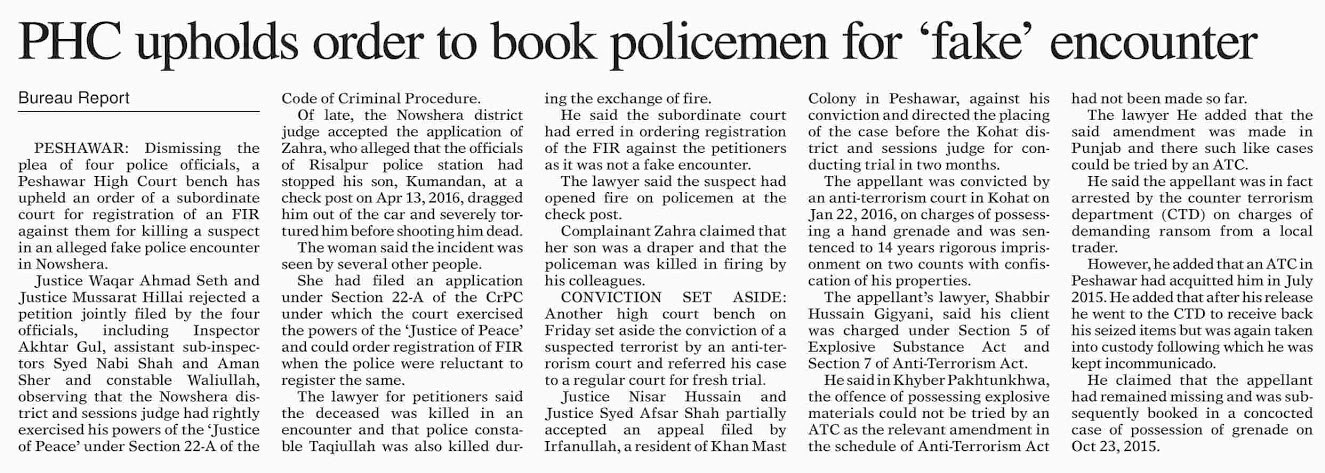 PHC upholds order to book policemen for ‘fake’ encounter
Bureau Report
PESHAWAR: Dismissing the
plea of four police officials, a
Peshawar High Court bench has
upheld an order of a subordinate
court for registration of an FIR
against them for killing a suspect
in an alleged fake police encounter
in Nowshera.
Justice Waqar Ahmad Seth and
Justice Mussarat Hillai rejected a
petition jointly filed by the four
officials, including Inspector
Akhtar Gul, assistant sub-inspec-
tors Syed Nabi Shah and Aman
Sher and constable Waliullah,
observing that the Nowshera dis-
trict and sessions judge had rightly
exercised his powers of the ‘Justice
of Peace’ under Section 22-A of the
Code of Criminal Procedure.
Of late, the Nowshera district
judge accepted the application of
Zahra, who alleged that the officials
of Risalpur police station had
stopped his son, Kumandan, at a
check post on Apr 13, 2016, dragged
him out of the car and severely tor-
tured him before shooting him dead.
The woman said the incident was
seen by several other people.
She had filed an application
under Section 22-A of the CrPC
under which the court exercised
the powers of the ‘Justice of Peace’
and could order registration of FIR
when the police were reluctant to
register the same.
The lawyer for petitioners said
the deceased was killed in an
encounter and that police consta-
ble Taqiullah was also killed dur-
ing the exchange of fire.
He said the subordinate court
had erred in ordering registration
of the FIR against the petitioners
as it was not a fake encounter.
The lawyer said the suspect had
opened fire on policemen at the
check post.
Complainant Zahra claimed that
her son was a draper and that the
policeman was killed in firing by
his colleagues.
CONVICTION SET ASIDE:
Another high court bench on
Friday set aside the conviction of a
suspected terrorist by an anti-ter-
rorism court and referred his case
to a regular court for fresh trial.
Justice Nisar Hussain and
Justice Syed Afsar Shah partially
accepted an appeal filed by
Irfanullah, a resident of Khan Mast
Colony in Peshawar, against his
conviction and directed the placing
of the case before the Kohat dis-
trict and sessions judge for con-
ducting trial in two months.
The appellant was convicted by
an anti-terrorism court in Kohat on
Jan 22, 2016, on charges of possess-
ing a hand grenade and was sen-
tenced to 14 years rigorous impris-
onment on two counts with confis-
cation of his properties.
The appellant’s lawyer, Shabbir
Hussain Gigyani, said his client
was charged under Section 5 of
Explosive Substance Act and
Section 7 of Anti-Terrorism Act.
He said in Khyber Pakhtunkhwa,
the offence of possessing explosive
materials could not be tried by an
ATC as the relevant amendment in
the schedule of Anti-Terrorism Act
had not been made so far.
The lawyer He added that the
said amendment was made in
Punjab and there such like cases
could be tried by an ATC.
He said the appellant was in fact
arrested by the counter terrorism
department (CTD) on charges of
demanding ransom from a local
trader.
However, he added that an ATC in
Peshawar had acquitted him in July
2015. He added that after his release
he went to the CTD to receive back
his seized items but was again taken
into custody following which he was
kept incommunicado.
He claimed that the appellant
had remained missing and was sub-
sequently booked in a concocted
case of possession of grenade on
Oct 23, 2015.